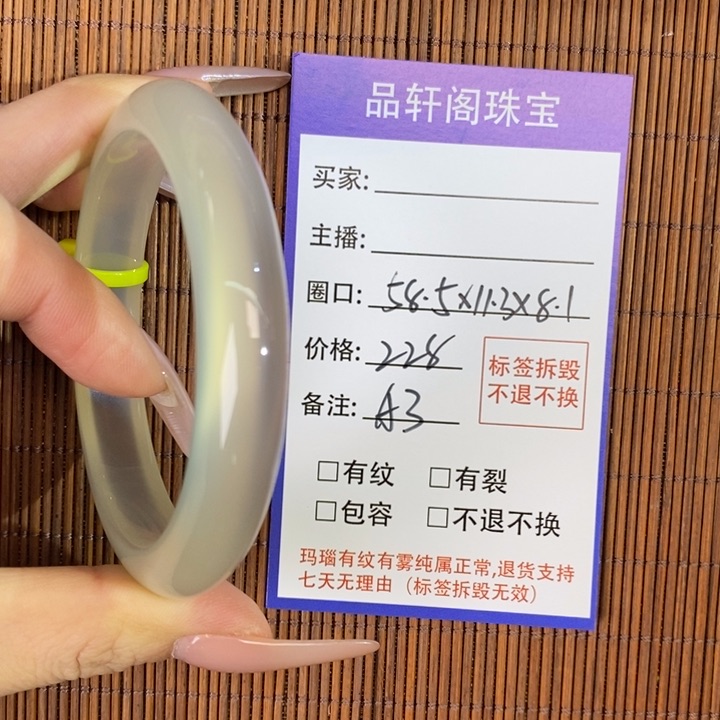 品轩阁珠宝
买家:
主播:
圈口: 58.5x11.3x8.1
价格: 228
标签拆毁
不退不换
备注: A3
□有纹 □有裂
□包容 □不退不换
玛瑙有纹有雾纯属正常,退货支持
七天无理由（标签拆毁无效）